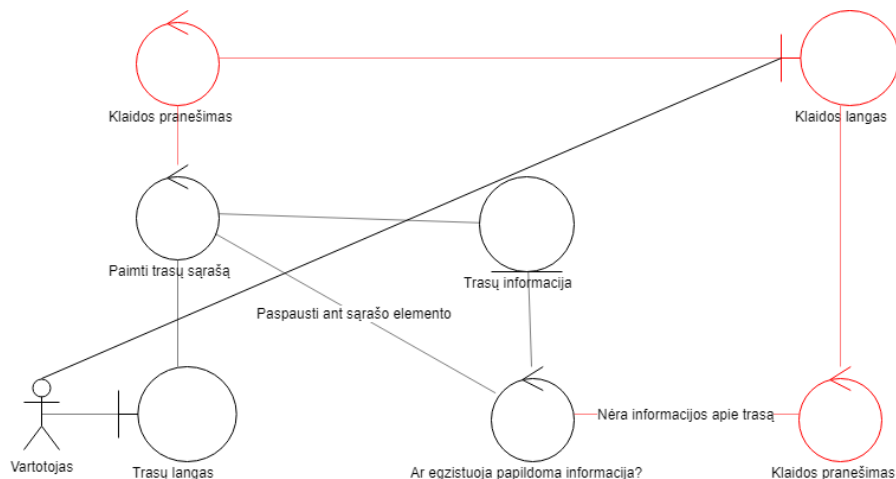 Klaidos pranešimas
Klaidos langas
Paimti trasų sąrašą
Trasų informacija
Paspausti ant sąrašo elemento
Nėra informacijos apie trasą
Vartotojas
Trasų langas
Ar egzistuoja papildoma informacija?
Klaidos pranešimas